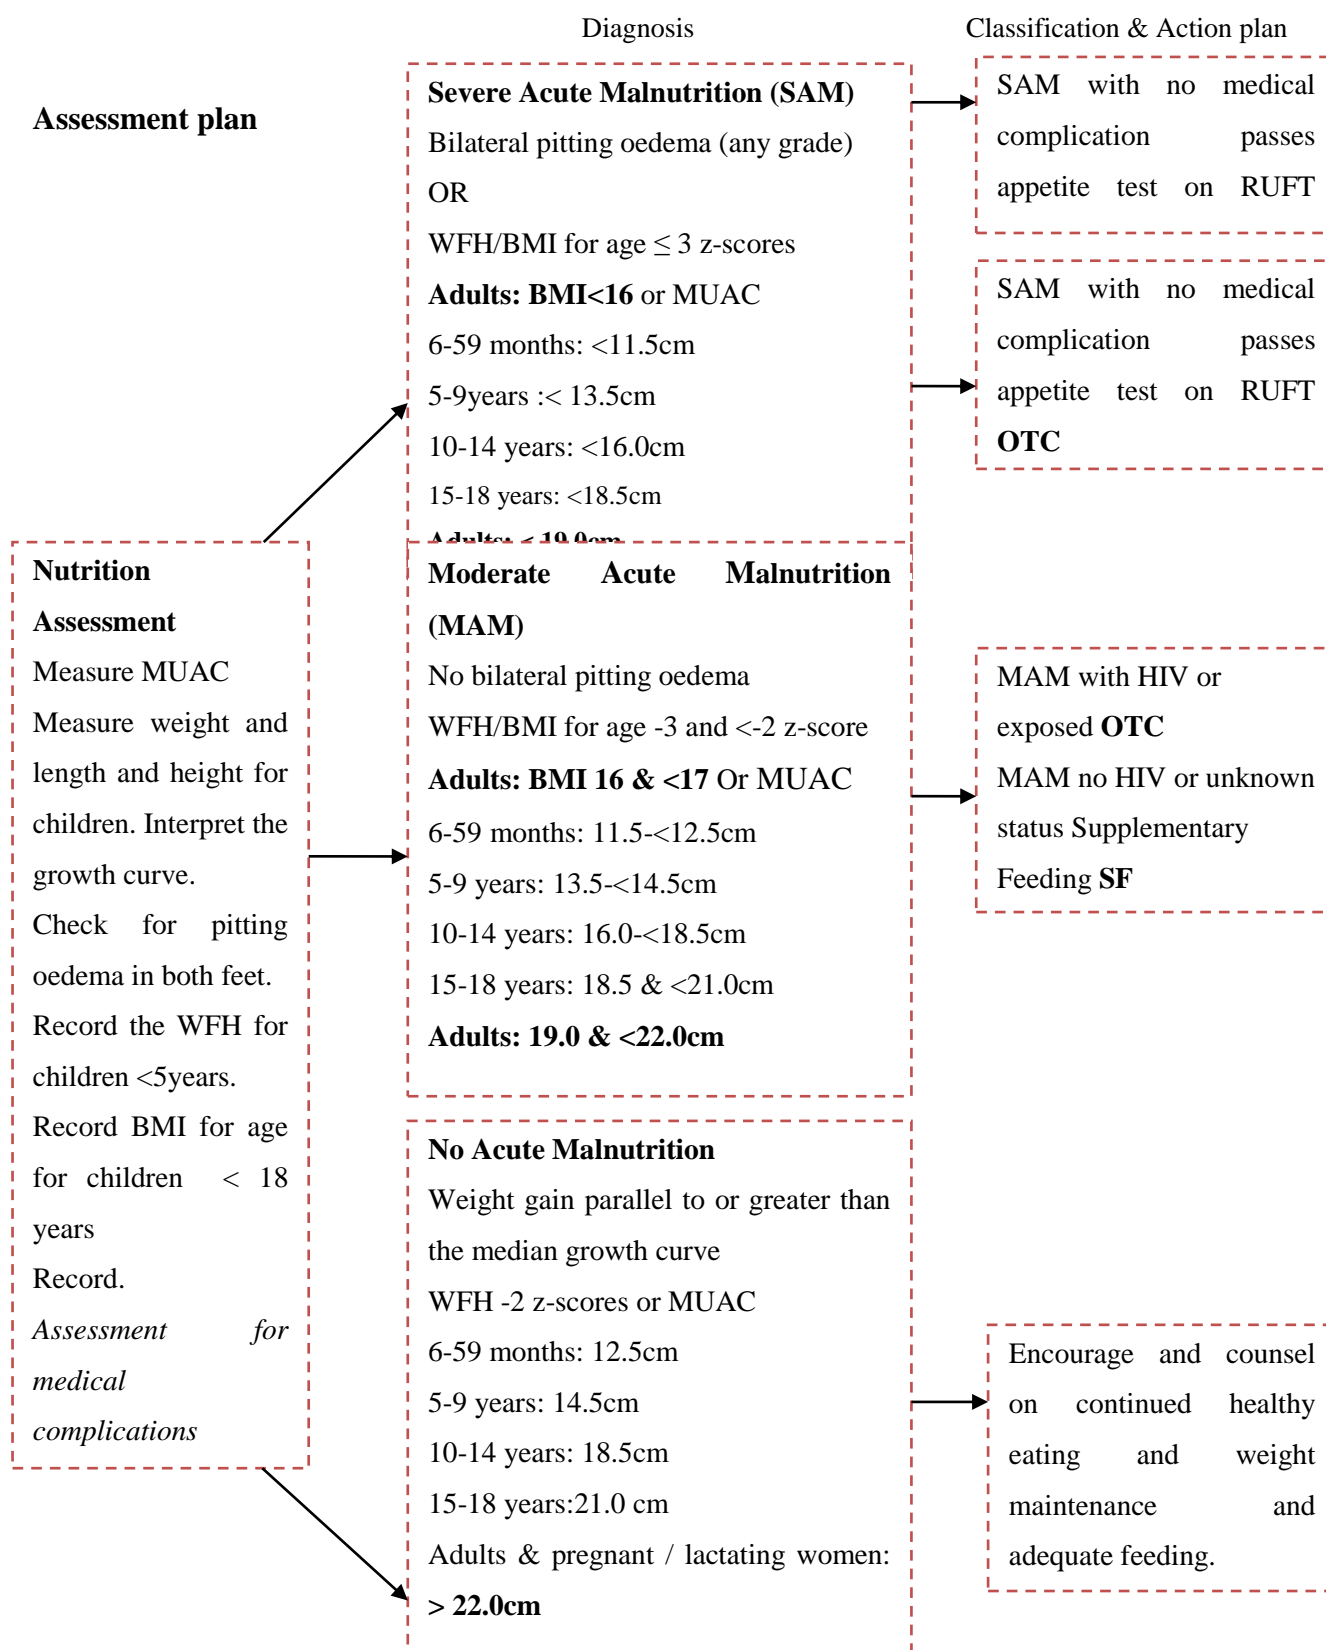 Diagnosis
Classification & Action plan
Assessment plan
Severe Acute Malnutrition (SAM)
Bilateral pitting oedema (any grade)
OR
WFH/BMI for age ≤ 3 z-scores
Adults: BMI<16 or MUAC
6-59 months: <11.5cm
5-9years :< 13.5cm
10-14 years: <16.0cm
15-18 years: <18.5cm
Adults: < 19.0cm
SAM with no medical
complication passes
appetite test on RUFT
SAM with no medical
complication passes
appetite test on RUFT
OTC
Nutrition
Assessment
Measure MUAC
Measure weight and
length and height for
children. Interpret the
growth curve.
Check for pitting
oedema in both feet.
Record the WFH for
children <5years.
Record BMI for age
for children < 18
years
Record.
Assessment for
medical
complications
Moderate Acute Malnutrition
(MAM)
No bilateral pitting oedema
WFH/BMI for age -3 and <-2 z-score
Adults: BMI 16 & <17 Or MUAC
6-59 months: 11.5-<12.5cm
5-9 years: 13.5-<14.5cm
10-14 years: 16.0-<18.5cm
15-18 years: 18.5 & <21.0cm
Adults: 19.0 & <22.0cm
MAM with HIV or
exposed OTC
MAM no HIV or unknown
status Supplementary
Feeding SF
No Acute Malnutrition
Weight gain parallel to or greater than
the median growth curve
WFH -2 z-scores or MUAC
6-59 months: 12.5cm
5-9 years: 14.5cm
10-14 years: 18.5cm
15-18 years:21.0 cm
Adults & pregnant / lactating women:
> 22.0cm
Encourage and counsel
on continued healthy
eating and weight
maintenance and
adequate feeding.